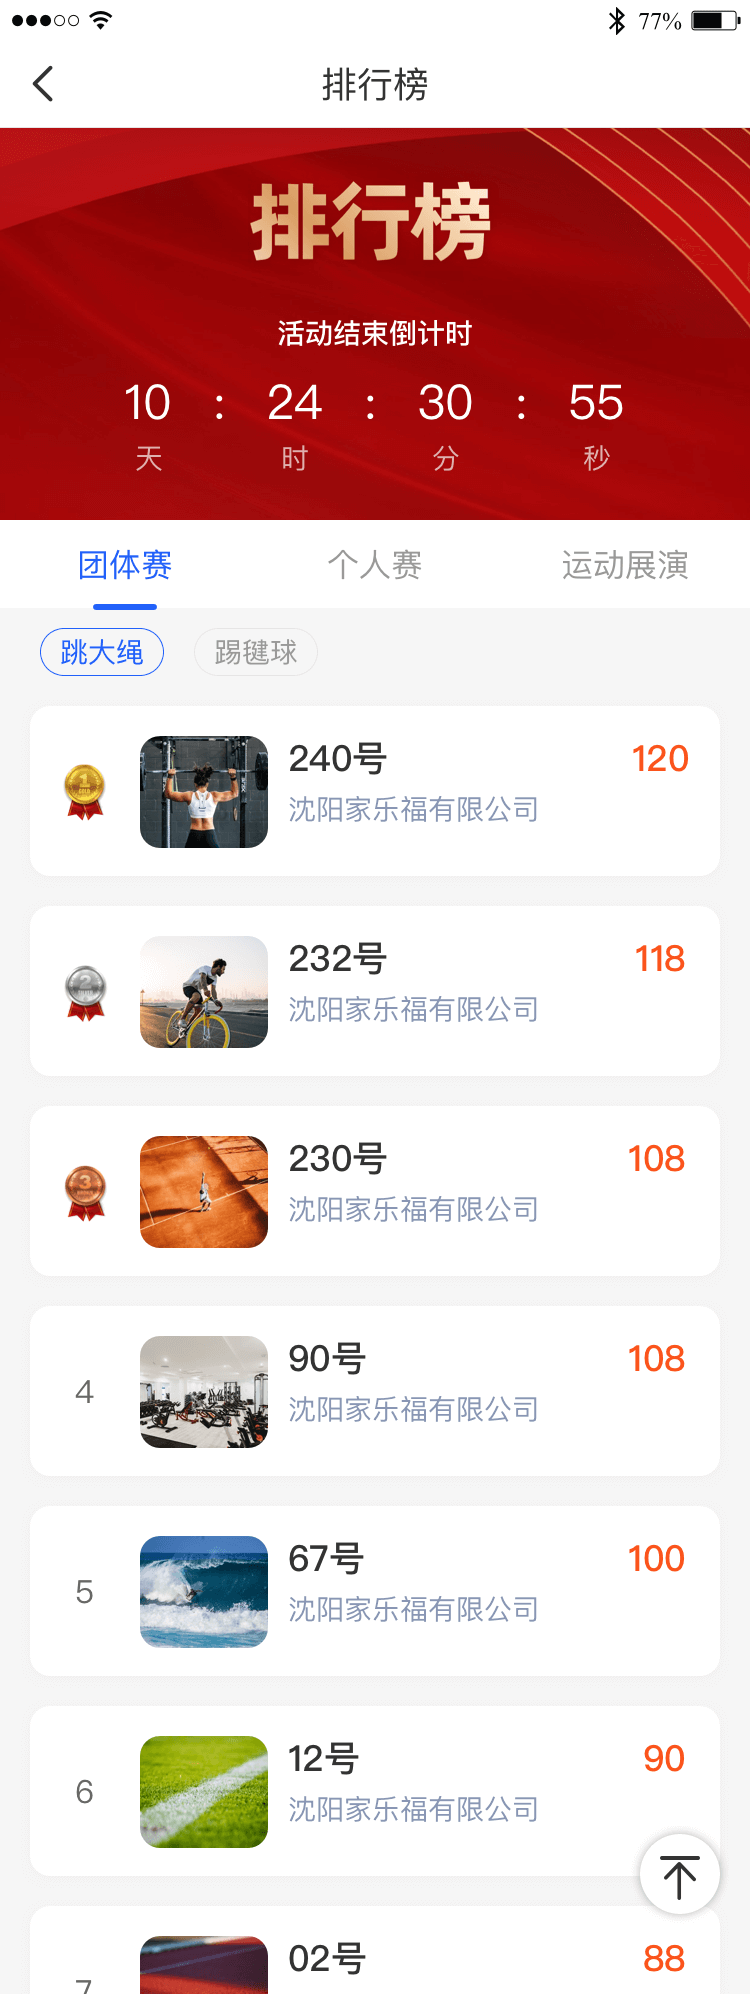 77%
排行榜
排行榜
活动结束倒计时
10 : 24 : 30 : 55
天 时 分 秒
团体赛 个人赛 运动展演
跳大绳 踢毽球
1
240号 120
沈阳家乐福有限公司
2
232号 118
沈阳家乐福有限公司
3
230号 108
沈阳家乐福有限公司
4
90号 108
沈阳家乐福有限公司
5
67号 100
沈阳家乐福有限公司
6
12号 90
沈阳家乐福有限公司
7
02号 88